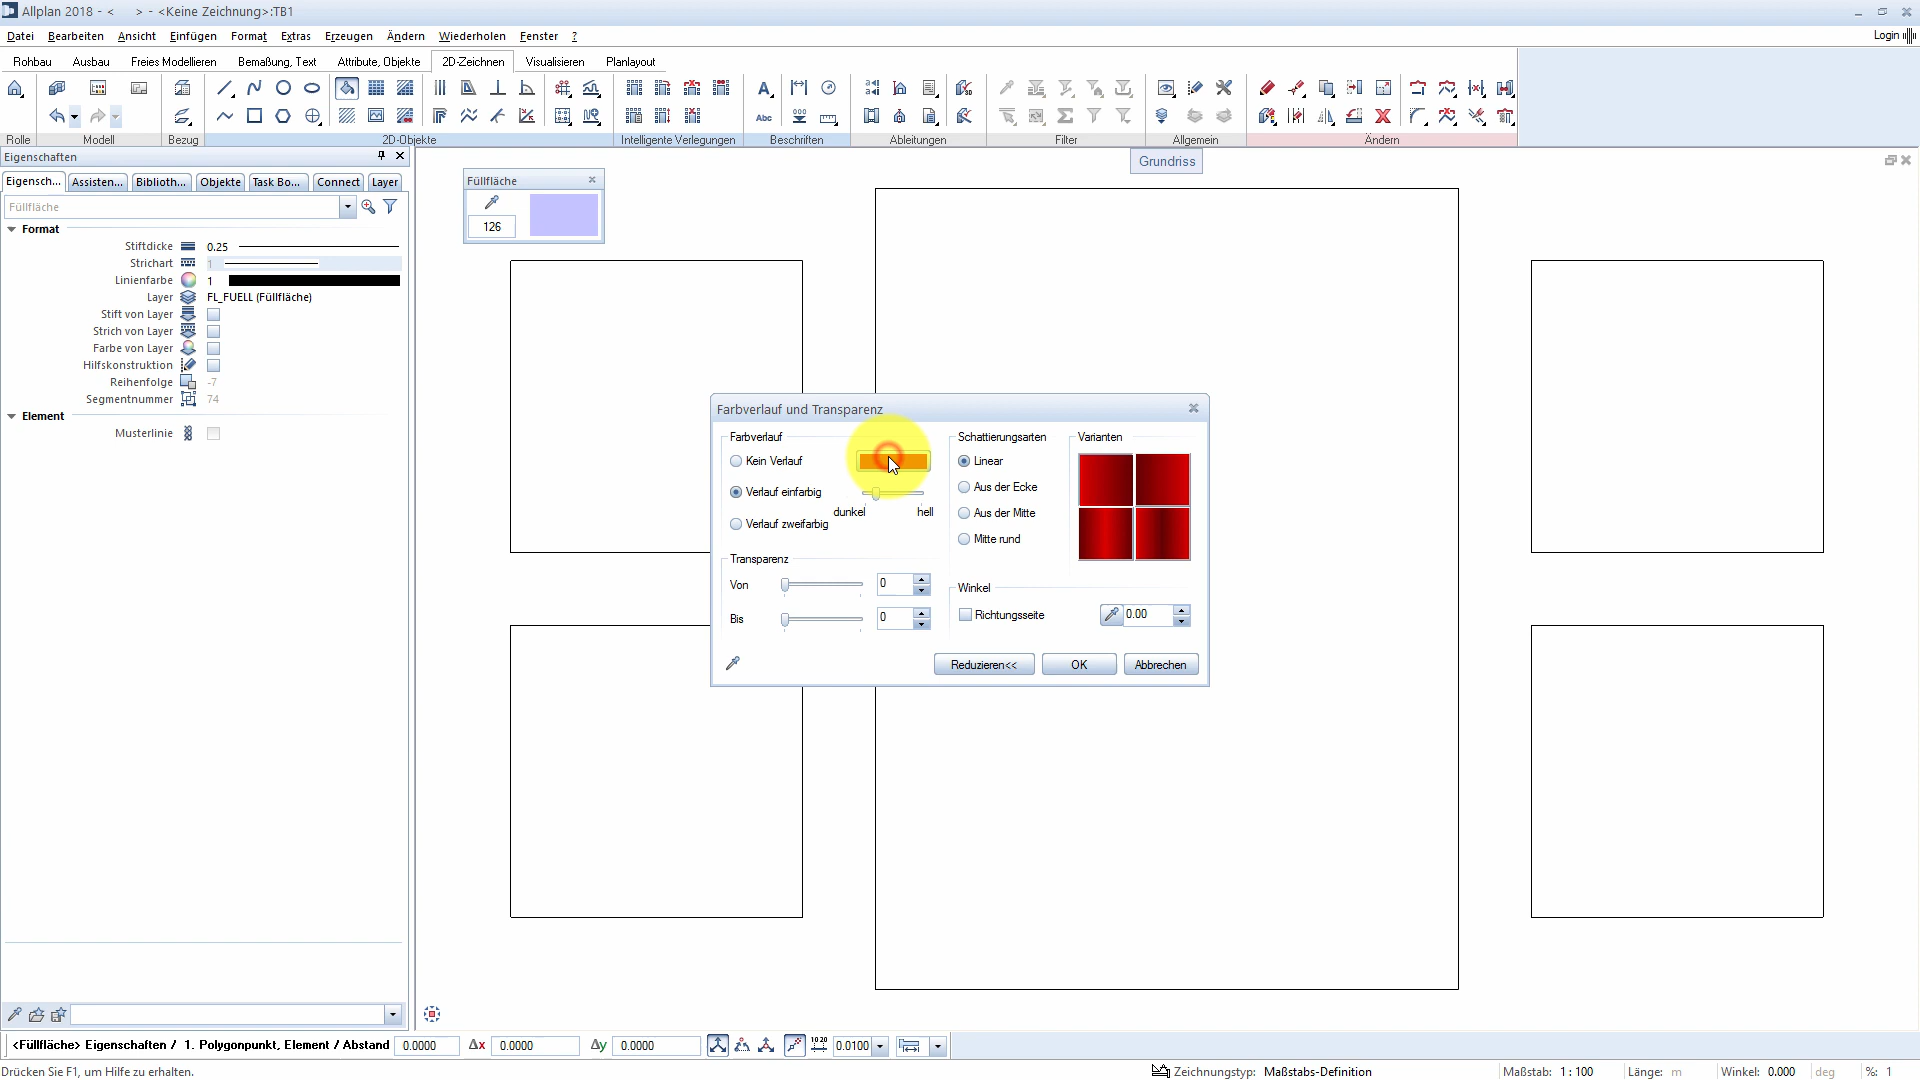 Allplan 2018 - < > - <Keine Zeichnung>:TB1
Datei Bearbeiten Ansicht Einfügen Format Extras Erzeugen Ändern Wiederholen Fenster ?
Login
Rohbau Ausbau Freies Modellieren Bemaßung, Text Attribute, Objekte 2D-Zeichnen Visualisieren Planlayout
A
Abc
Rolle Modell Bezug 2D-Objekte Intelligente Verlegungen Beschriften Ableitungen Filter Allgemein Ändern
Eigenschaften
Eigensch... Assisten... Biblioth... Objekte Task Bo... Connect Layer
Füllfläche
Format
Stiftdicke 0.25
Strichart 1
Linienfarbe 1
Layer FL_FUELL (Füllfläche)
Stift von Layer
Strich von Layer
Farbe von Layer
Hilfskonstruktion
Reihenfolge -7
Segmentnummer 74
Element
Musterlinie
Grundriss
Füllfläche
126
Farbverlauf und Transparenz
Farbverlauf
Kein Verlauf
Verlauf einfarbig
dunkel hell
Verlauf zweifarbig
Transparenz
Von 0
Bis 0
Schattierungsarten
Linear
Aus der Ecke
Aus der Mitte
Mitte rund
Varianten
Winkel
Richtungsseite 0.00
Reduzieren<< OK Abbrechen
<Füllfläche> Eigenschaften / 1. Polygonpunkt, Element / Abstand 0.0000 Δx 0.0000 Δy 0.0000 1020 0.0100
Drücken Sie F1, um Hilfe zu erhalten.
Zeichnungstyp: Maßstabs-Definition Maßstab: 1 : 100 Länge: m Winkel: 0.000 deg %: 1